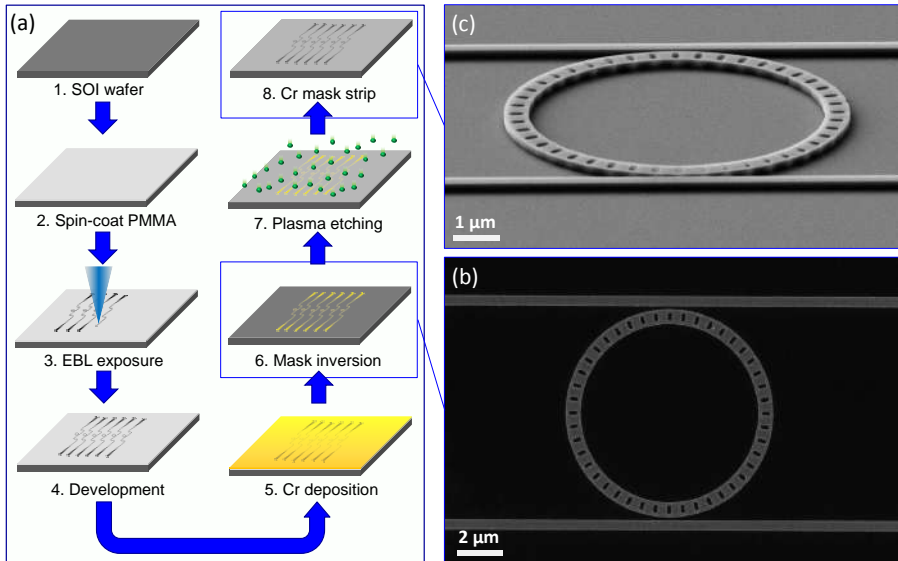 (a)
1. SOI wafer
2. Spin-coat PMMA
3. EBL exposure
4. Development
5. Cr deposition
6. Mask inversion
7. Plasma etching
8. Cr mask strip
(c)
1 µm
(b)
2 µm